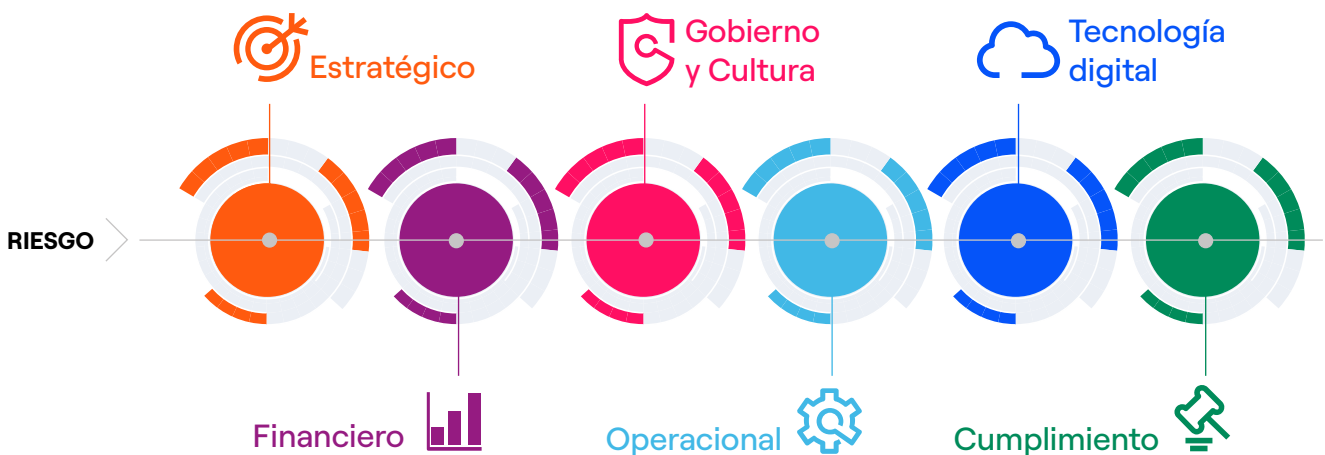 Estratégico
Gobierno
y Cultura
Tecnología
digital
RIESGO
Financiero
Operacional
Cumplimiento